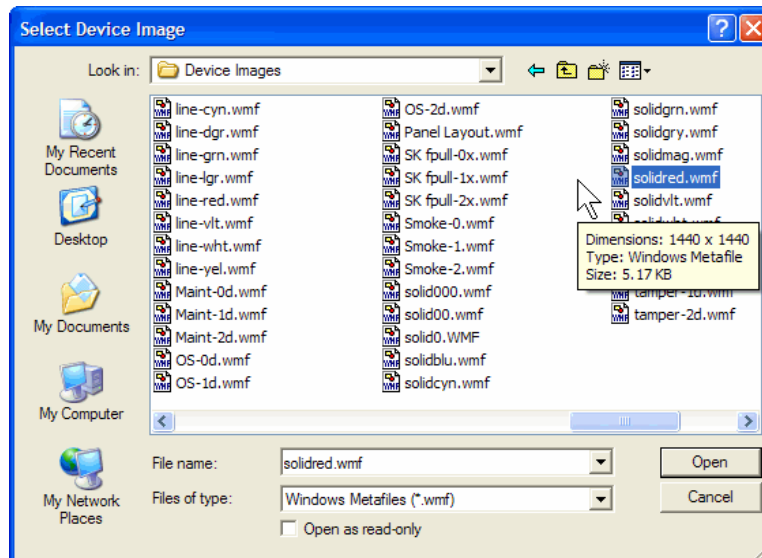 Select Device Image
Look in:
Device Images
My Recent
Documents
Desktop
My Documents
My Computer
My Network
Places
line-cyn.wmf
line-dgr.wmf
line-grn.wmf
line-lgr.wmf
line-red.wmf
line-vlt.wmf
line-wht.wmf
line-yel.wmf
Maint-0d.wmf
Maint-1d.wmf
Maint-2d.wmf
OS-0d.wmf
OS-1d.wmf
OS-2d.wmf
Panel Layout.wmf
SK fpull-0x.wmf
SK fpull-1x.wmf
SK fpull-2x.wmf
Smoke-0.wmf
Smoke-1.wmf
Smoke-2.wmf
solid000.wmf
solid00.wmf
solid0.WMF
solidblu.wmf
solidcyn.wmf
solidgrn.wmf
solidgry.wmf
solidmag.wmf
solidred.wmf
solidvlt.wmf
Dimensions: 1440 x 1440
Type: Windows Metafile
Size: 5.17 KB
tamper-2d.wmf
File name:
solidred.wmf
Open
Files of type:
Windows Metafiles (*.wmf)
Cancel
Open as read-only